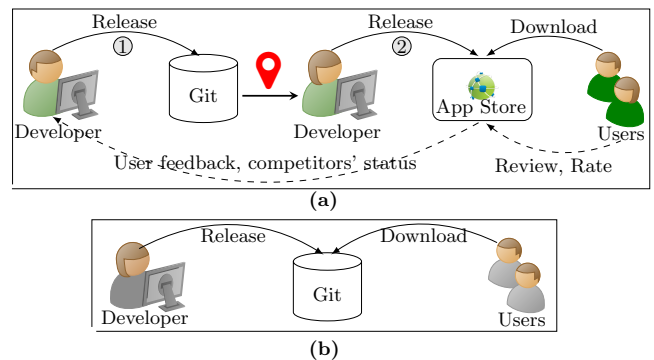 Release
1
Release
2
Download
Git
App Store
Developer
Developer
Users
User feedback, competitors' status
Review, Rate
(a)
Release
Download
Git
Developer
Users
(b)